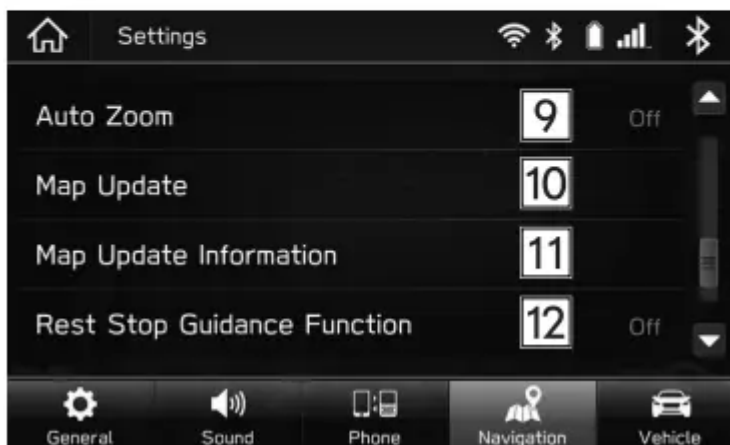 Settings
Auto Zoom 9 Off
Map Update 10
Map Update Information 11
Rest Stop Guidance Function 12 Off
General Sound Phone Navigation Vehicle